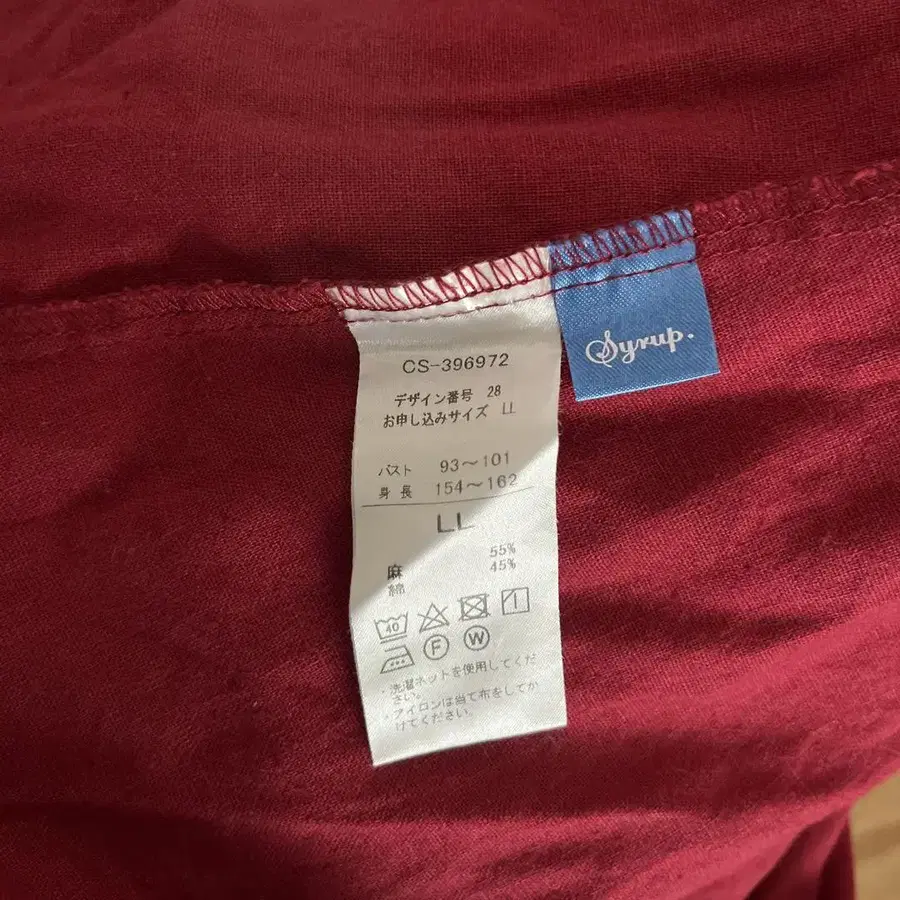 CS-396972
デザイン番号 28
お申し込みサイズ LL
バスト 93～101
身長 154～162
LL
麻 55%
綿 45%
40
F W
・洗濯ネットを使用してくだ
さい。
・アイロンは当て布をしてか
けてください。
Syrup.